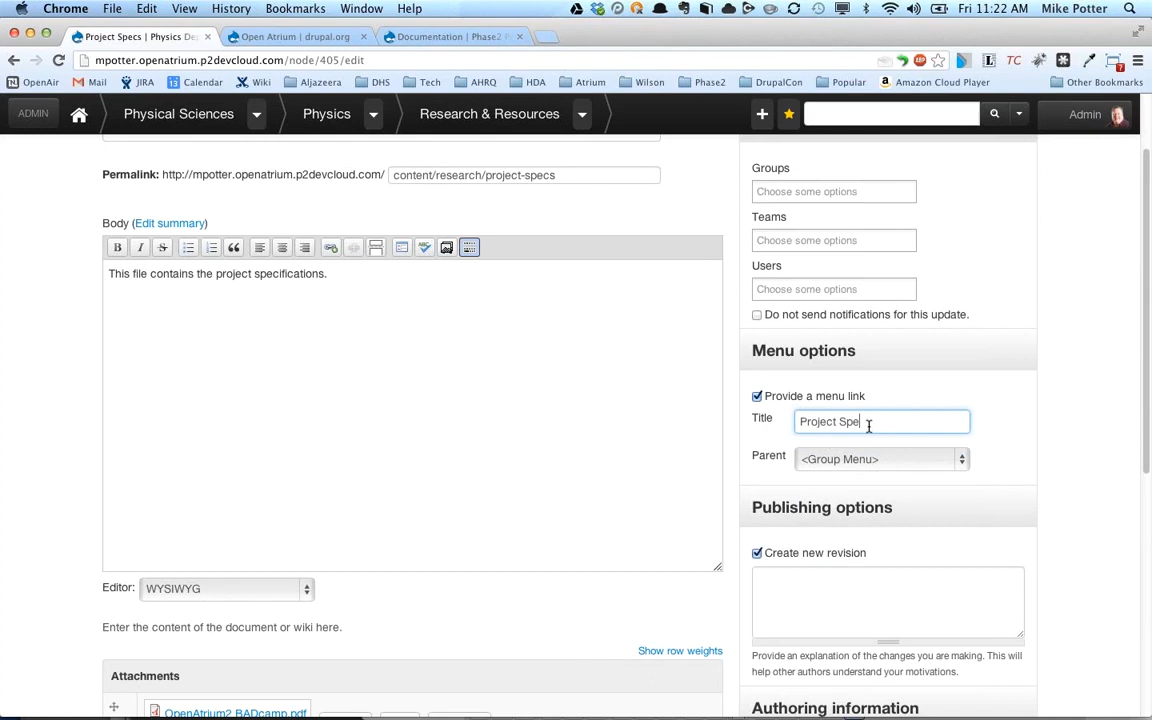 Chrome File Edit View History Bookmarks Window Help Fri 11:22 AM Mike Potter
Project Specs | Physics De Open Atrium | drupal.org Documentation | Phase2
mpotter.openatrium.p2devcloud.com/node/405/edit
OpenAir Mail JIRA Calendar Wiki Aljazeera DHS Tech AHRQ HDA Atrium Wilson Phase2 DrupalCon Popular Amazon Cloud Player Other Bookmarks
ADMIN Physical Sciences Physics Research & Resources Admin
Permalink: http://mpotter.openatrium.p2devcloud.com/ content/research/project-specs
Body (Edit summary)
This file contains the project specifications.
Editor: WYSIWYG
Enter the content of the document or wiki here.
Show row weights
Attachments
OpenAtrium2 BADcamp.pdf
Groups
Choose some options
Teams
Choose some options
Users
Choose some options
Do not send notifications for this update.
Menu options
Provide a menu link
Title Project Spe
Parent <Group Menu>
Publishing options
Create new revision
Provide an explanation of the changes you are making. This will
help other authors understand your motivations.
Authoring information